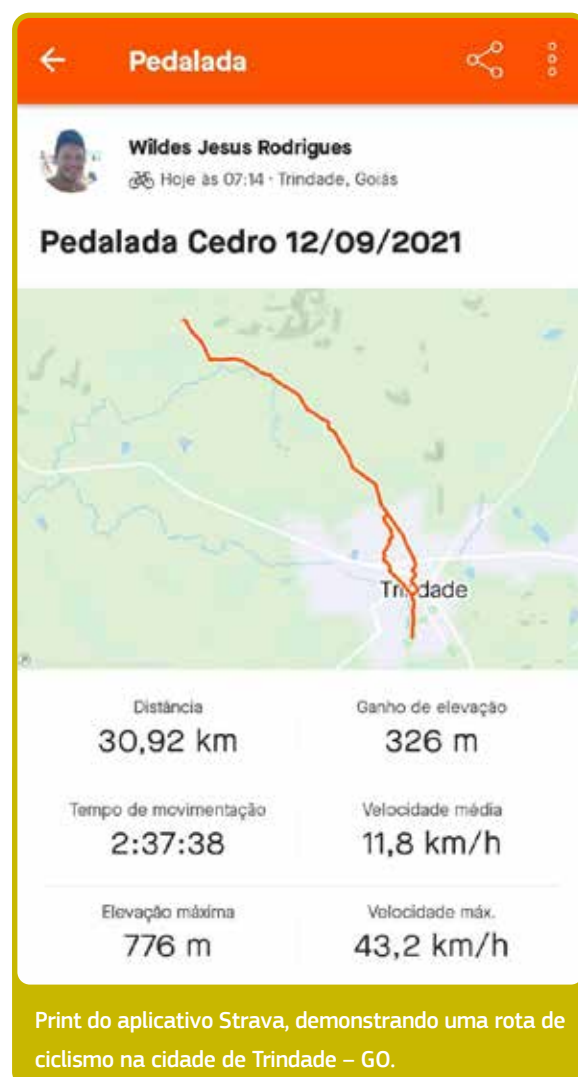 Pedalada
Wildes Jesus Rodrigues
Hoje às 07:14 · Trindade, Goiás
Pedalada Cedro 12/09/2021
Distância
Ganho de elevação
30,92 km
326 m
Tempo de movimentação
Velocidade média
2:37:38
11,8 km/h
Elevação máxima
Velocidade máx.
776 m
43,2 km/h
Print do aplicativo Strava, demonstrando uma rota de
ciclismo na cidade de Trindade – GO.